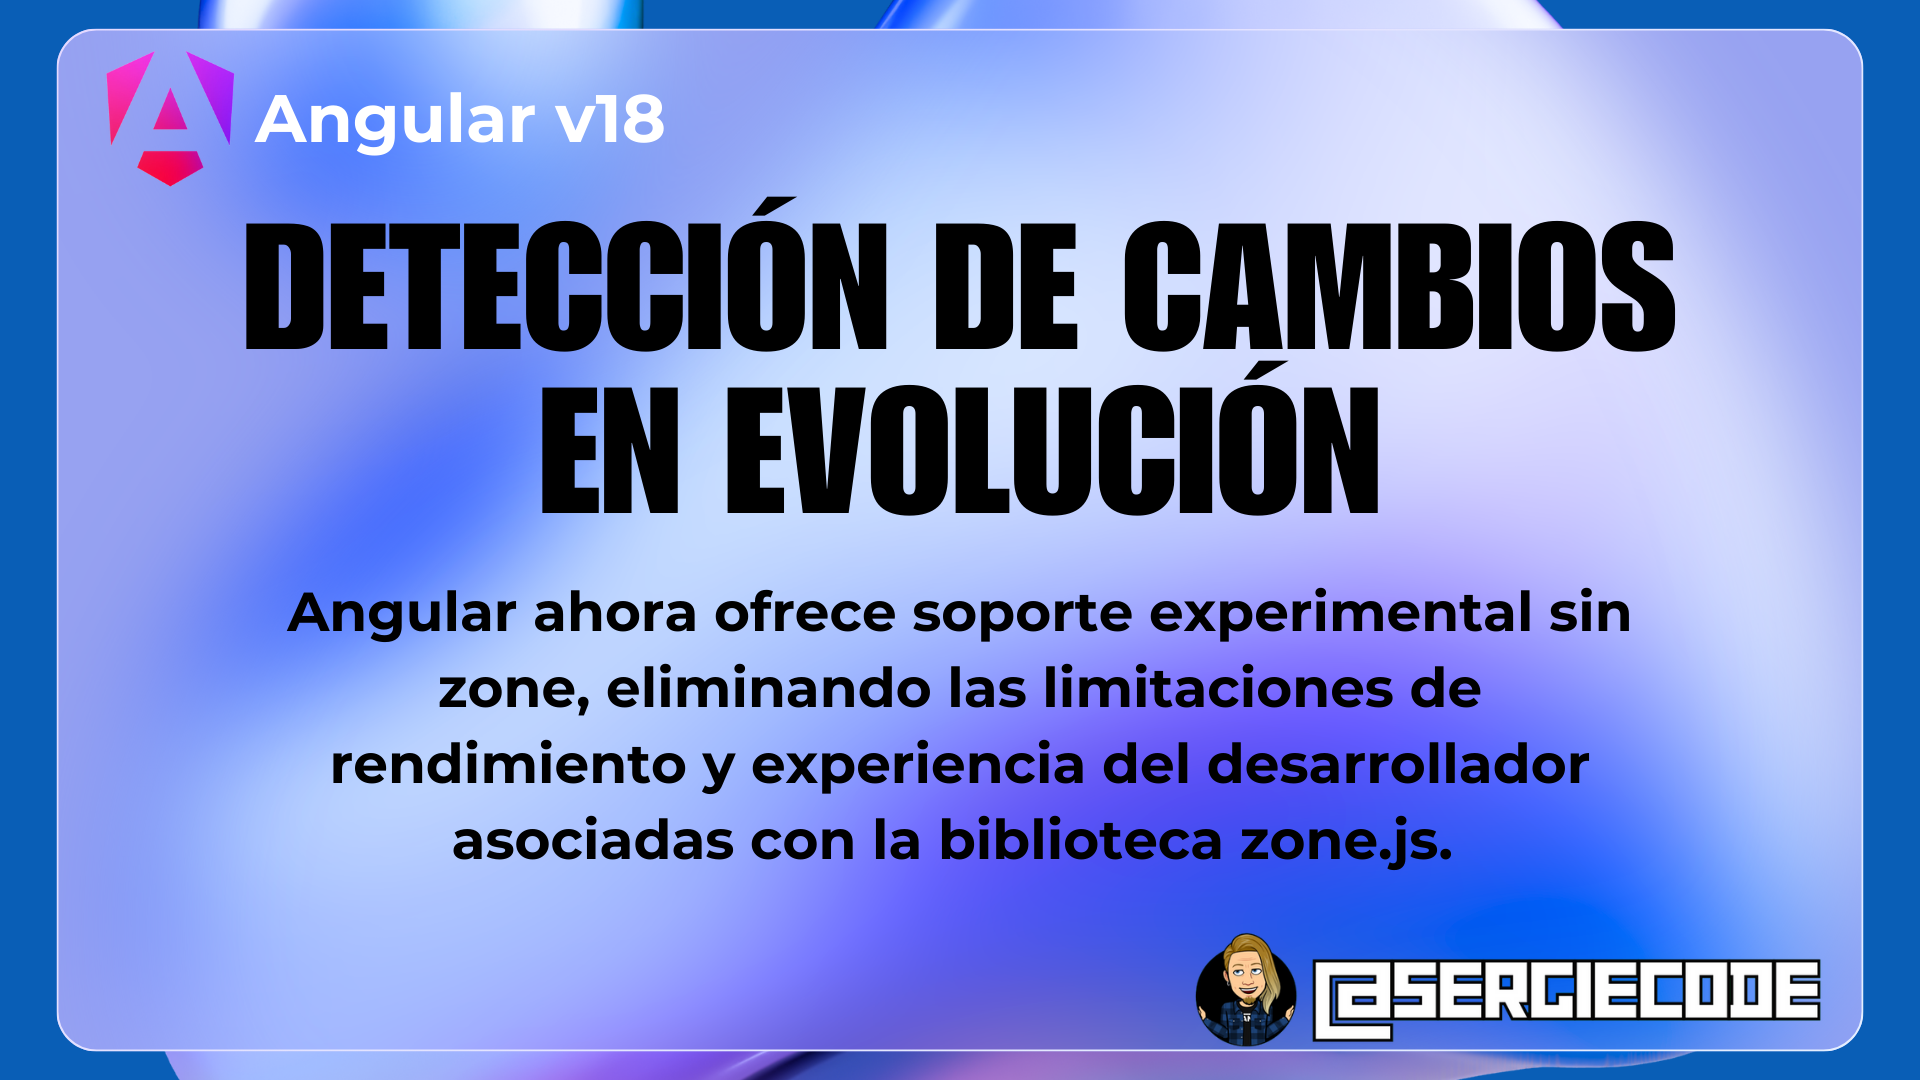 Angular v18
DETECCIÓN DE CAMBIOS
EN EVOLUCIÓN
Angular ahora ofrece soporte experimental sin
zone, eliminando las limitaciones de
rendimiento y experiencia del desarrollador
asociadas con la biblioteca zone.js.
@SERGIECODE